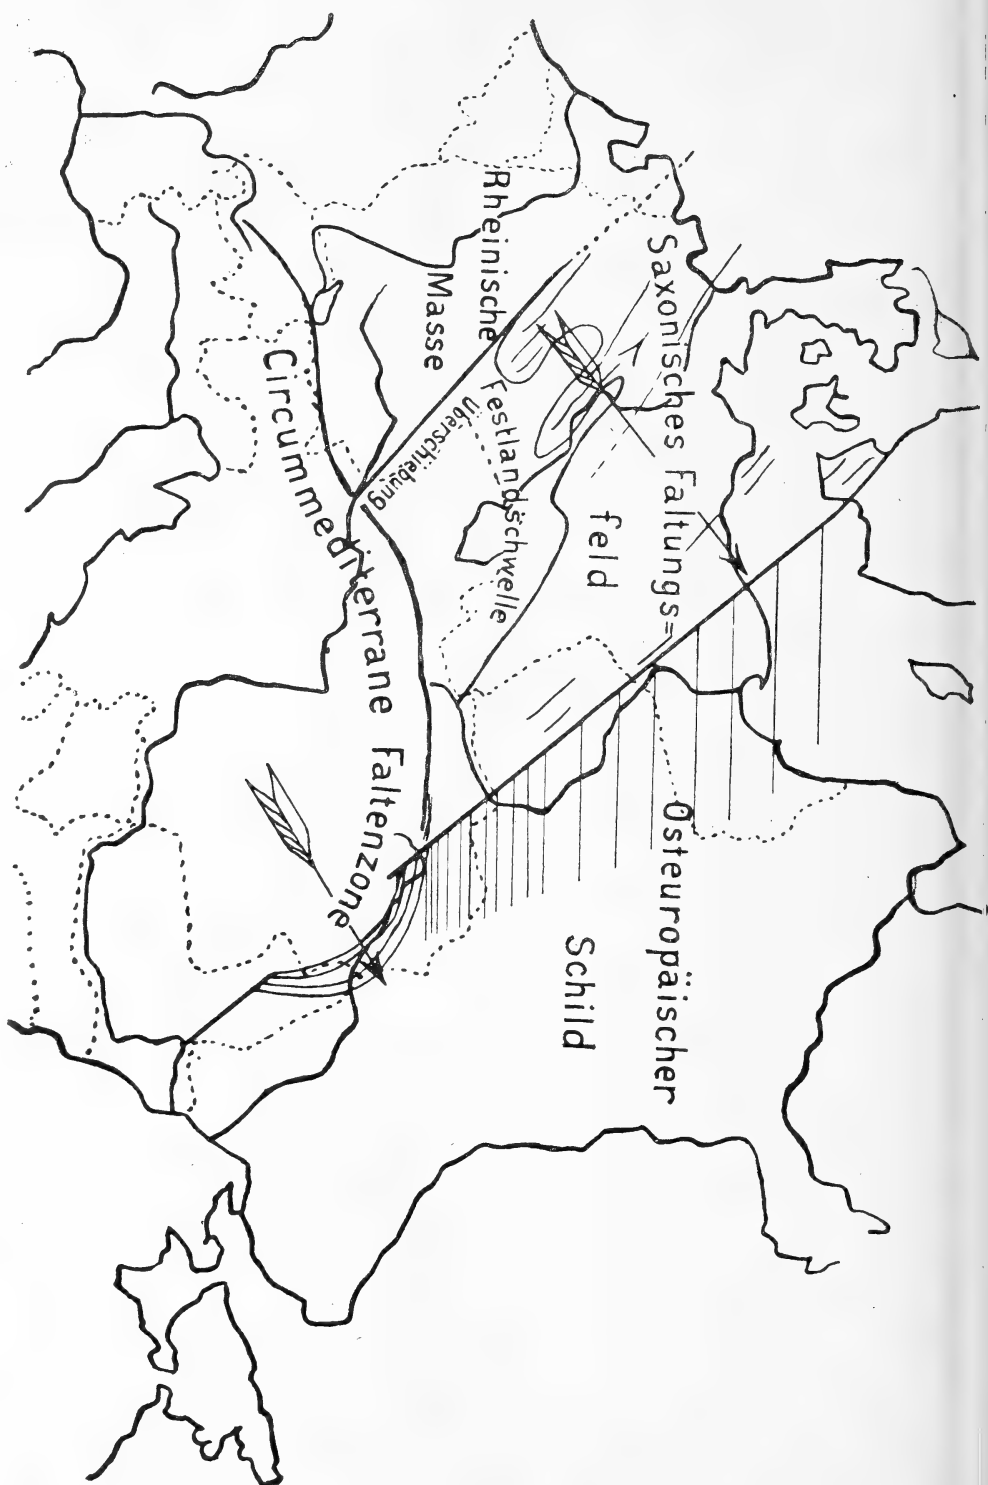 Saxonisches Faltungs=
feld
Rheinische
Masse
Festlandschwelle
Überschiebung
Osteuropäischer
Schild
Circummediterrane Faltenzone